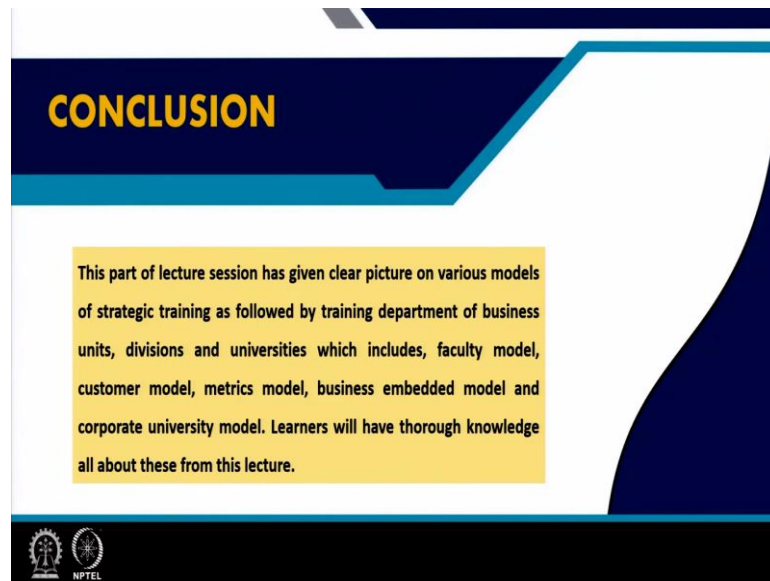 CONCLUSION
This part of lecture session has given clear picture on various models
of strategic training as followed by training department of business
units, divisions and universities which includes, faculty model,
customer model, metrics model, business embedded model and
corporate university model. Learners will have thorough knowledge
all about these from this lecture.
NPTEL